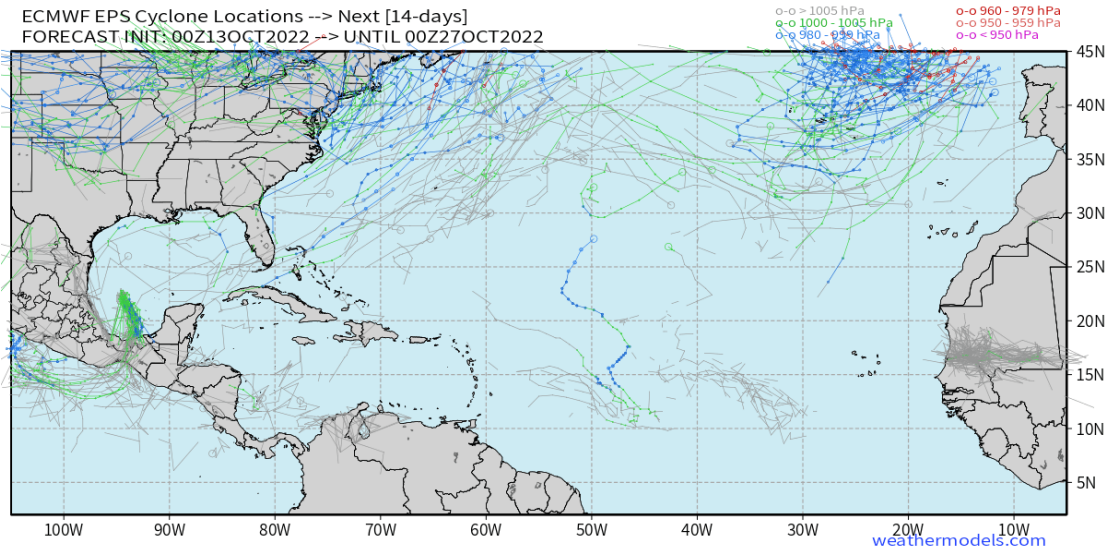 ECMWF EPS Cyclone Locations --> Next [14-days]
FORECAST INIT: 00Z13OCT2022 --> UNTIL 00Z27OCT2022
o-o > 1005 hPa
o-o 1000 - 1005 hPa
o-o 980 - 999 hPa
o-o 960 - 979 hPa
o-o 950 - 959 hPa
o-o < 950 hPa
45N
40N
35N
30N
25N
20N
15N
10N
5N
100W 90W 80W 70W 60W 50W 40W 30W 20W 10W
weathermodels.com